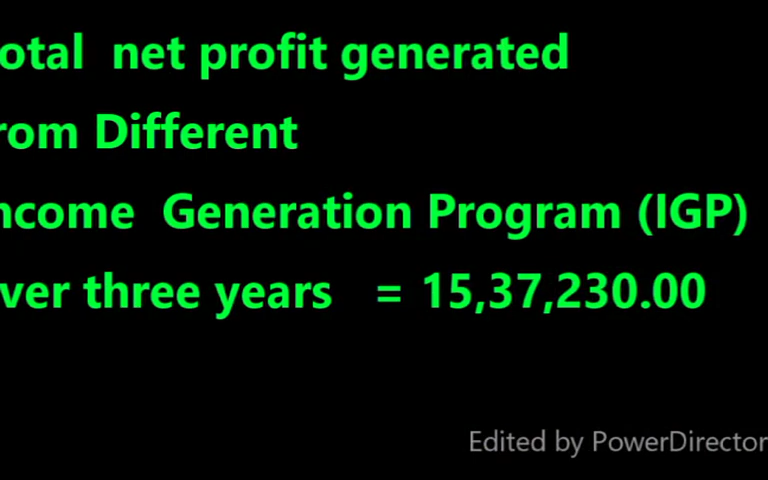 otal net profit generated
rom Different
ncome Generation Program (IGP)
ver three years = 15,37,230.00
Edited by PowerDirector